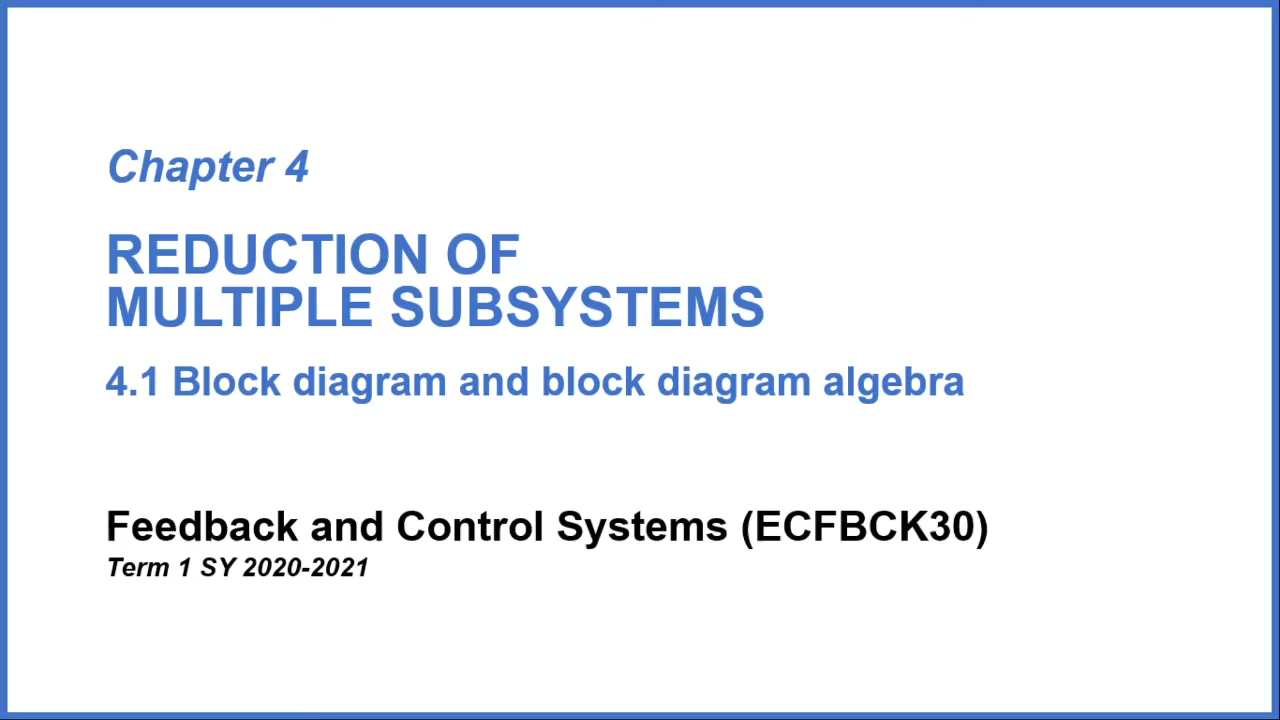 Chapter 4
REDUCTION OF
MULTIPLE SUBSYSTEMS
4.1 Block diagram and block diagram algebra
Feedback and Control Systems (ECFBCK30)
Term 1 SY 2020-2021